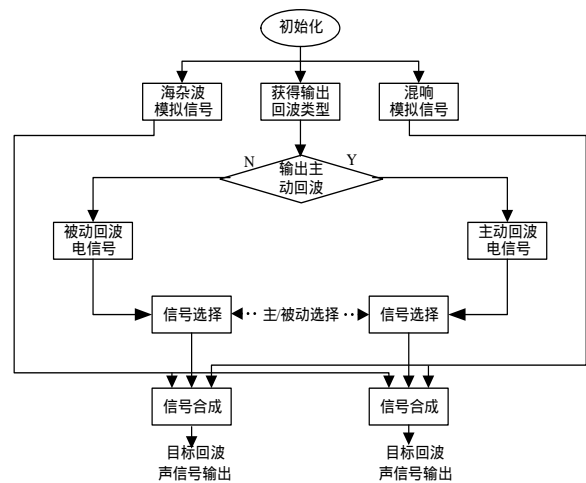 初始化
海杂波
模拟信号
获得输出
回波类型
混响
模拟信号
N
Y
输出主
动回波
被动回波
电信号
主动回波
电信号
信号选择
主/被动选择
信号选择
信号合成
信号合成
目标回波
声信号输出
目标回波
声信号输出